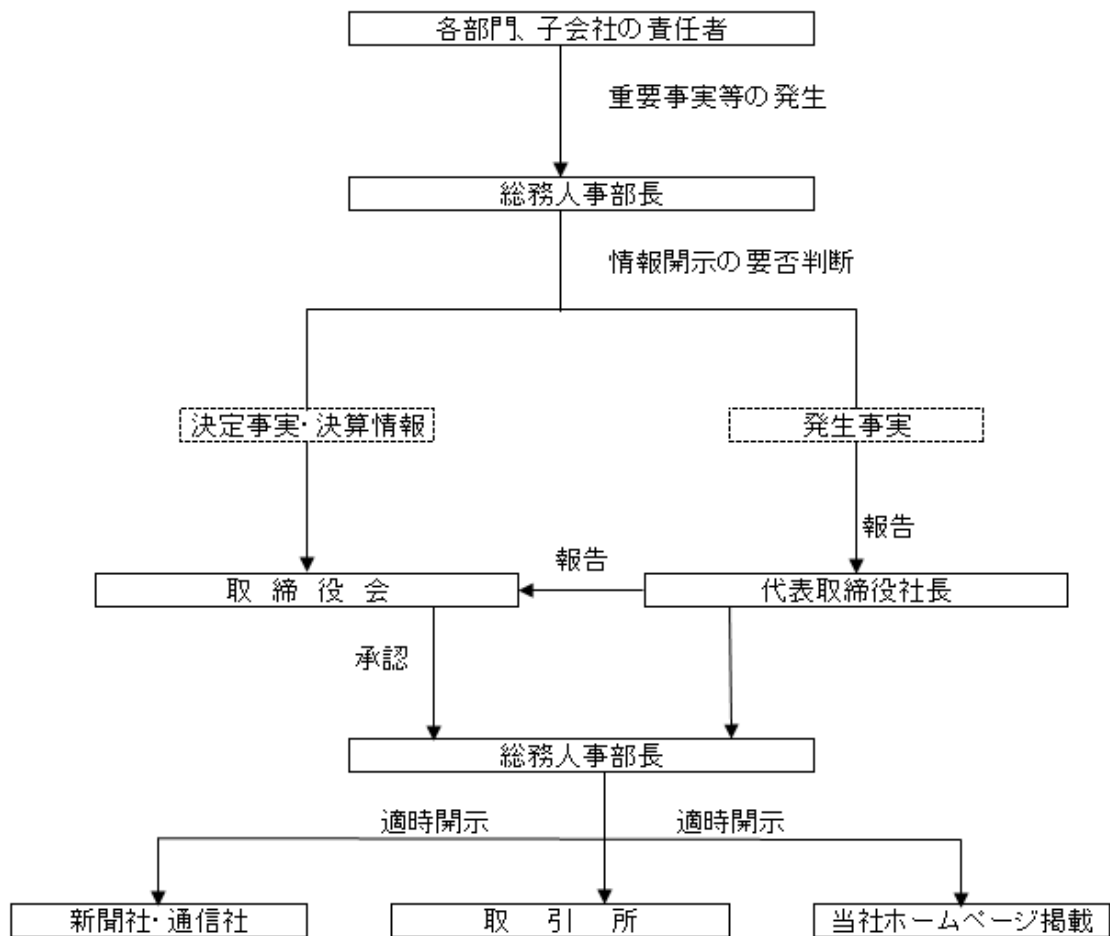 各部門、子会社の責任者
重要事実等の発生
総務人事部長
情報開示の要否判断
決定事実・決算情報
発生事実
報告
報告
取締役会
代表取締役社長
承認
総務人事部長
適時開示
適時開示
新聞社・通信社
取引所
当社ホームページ掲載